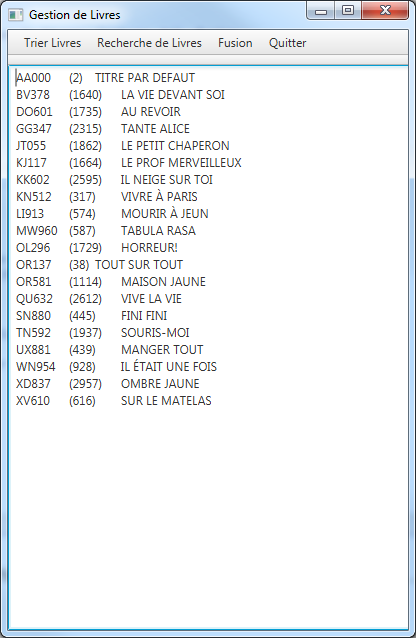 Gestion de Livres
Trier Livres Recherche de Livres Fusion Quitter
AA000 (2) TITRE PAR DEFAUT
BV378 (1640) LA VIE DEVANT SOI
DO601 (1735) AU REVOIR
GG347 (2315) TANTE ALICE
JT055 (1862) LE PETIT CHAPERON
KJ117 (1664) LE PROF MERVEILLEUX
KK602 (2595) IL NEIGE SUR TOI
KN512 (317) VIVRE À PARIS
LI913 (574) MOURIR À JEUN
MW960 (587) TABULA RASA
OL296 (1729) HORREUR!
OR137 (38) TOUT SUR TOUT
OR581 (1114) MAISON JAUNE
QU632 (2612) VIVE LA VIE
SN880 (445) FINI FINI
TN592 (1937) SOURIS-MOI
UX881 (439) MANGER TOUT
WN954 (928) IL ÉTAIT UNE FOIS
XD837 (2957) OMBRE JAUNE
XV610 (616) SUR LE MATELAS